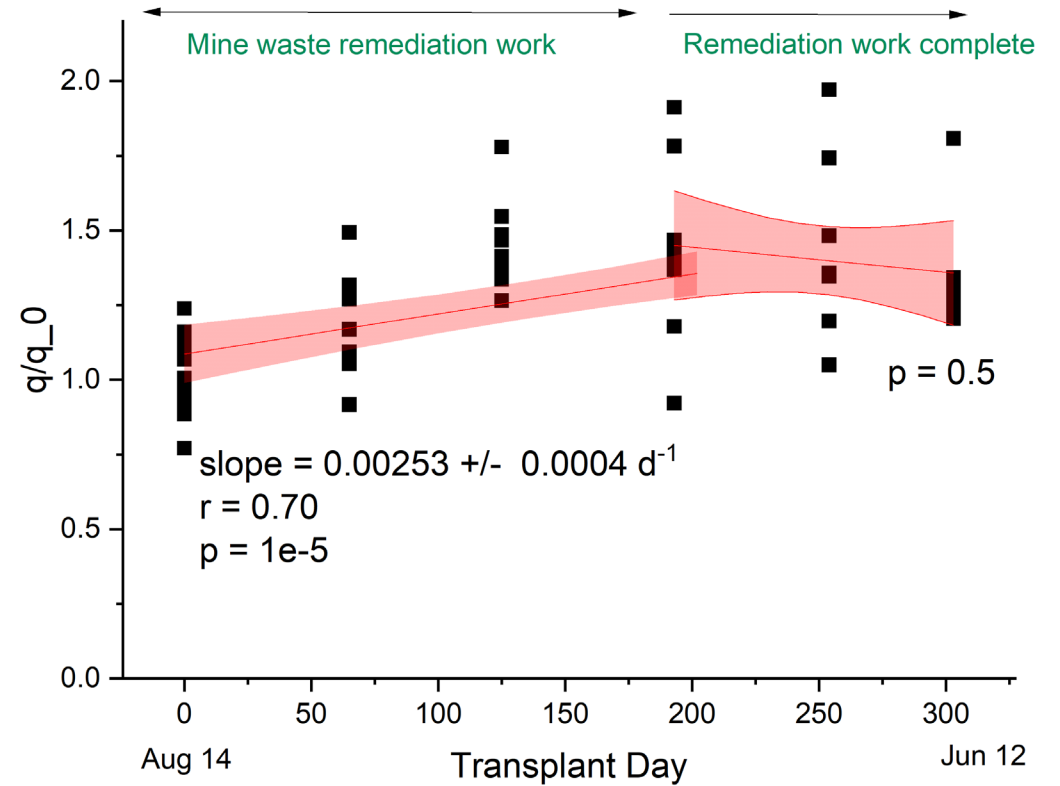 Mine waste remediation work
Remediation work complete
2.0
1.5
1.0
0.5
0.0
q/q_0
p = 0.5
slope = 0.00253 +/-  0.0004 d⁻¹
r = 0.70
p = 1e-5
0 50 100 150 200 250 300
Aug 14
Transplant Day
Jun 12